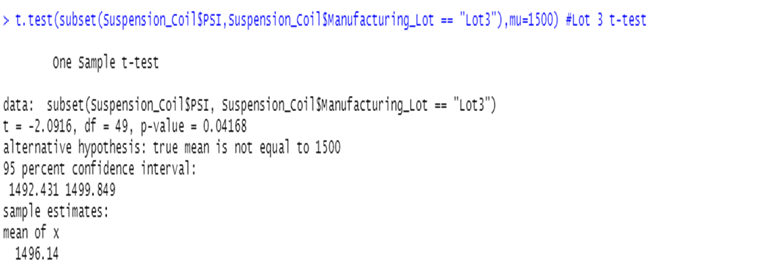 > t.test(subset(Suspension_Coil$PSI,Suspension_Coil$Manufacturing_Lot == "Lot3"),mu=1500) #Lot 3 t-test
One Sample t-test
data:  subset(Suspension_Coil$PSI, Suspension_Coil$Manufacturing_Lot == "Lot3")
t = -2.0916, df = 49, p-value = 0.04168
alternative hypothesis: true mean is not equal to 1500
95 percent confidence interval:
1492.431 1499.849
sample estimates:
mean of x
1496.14